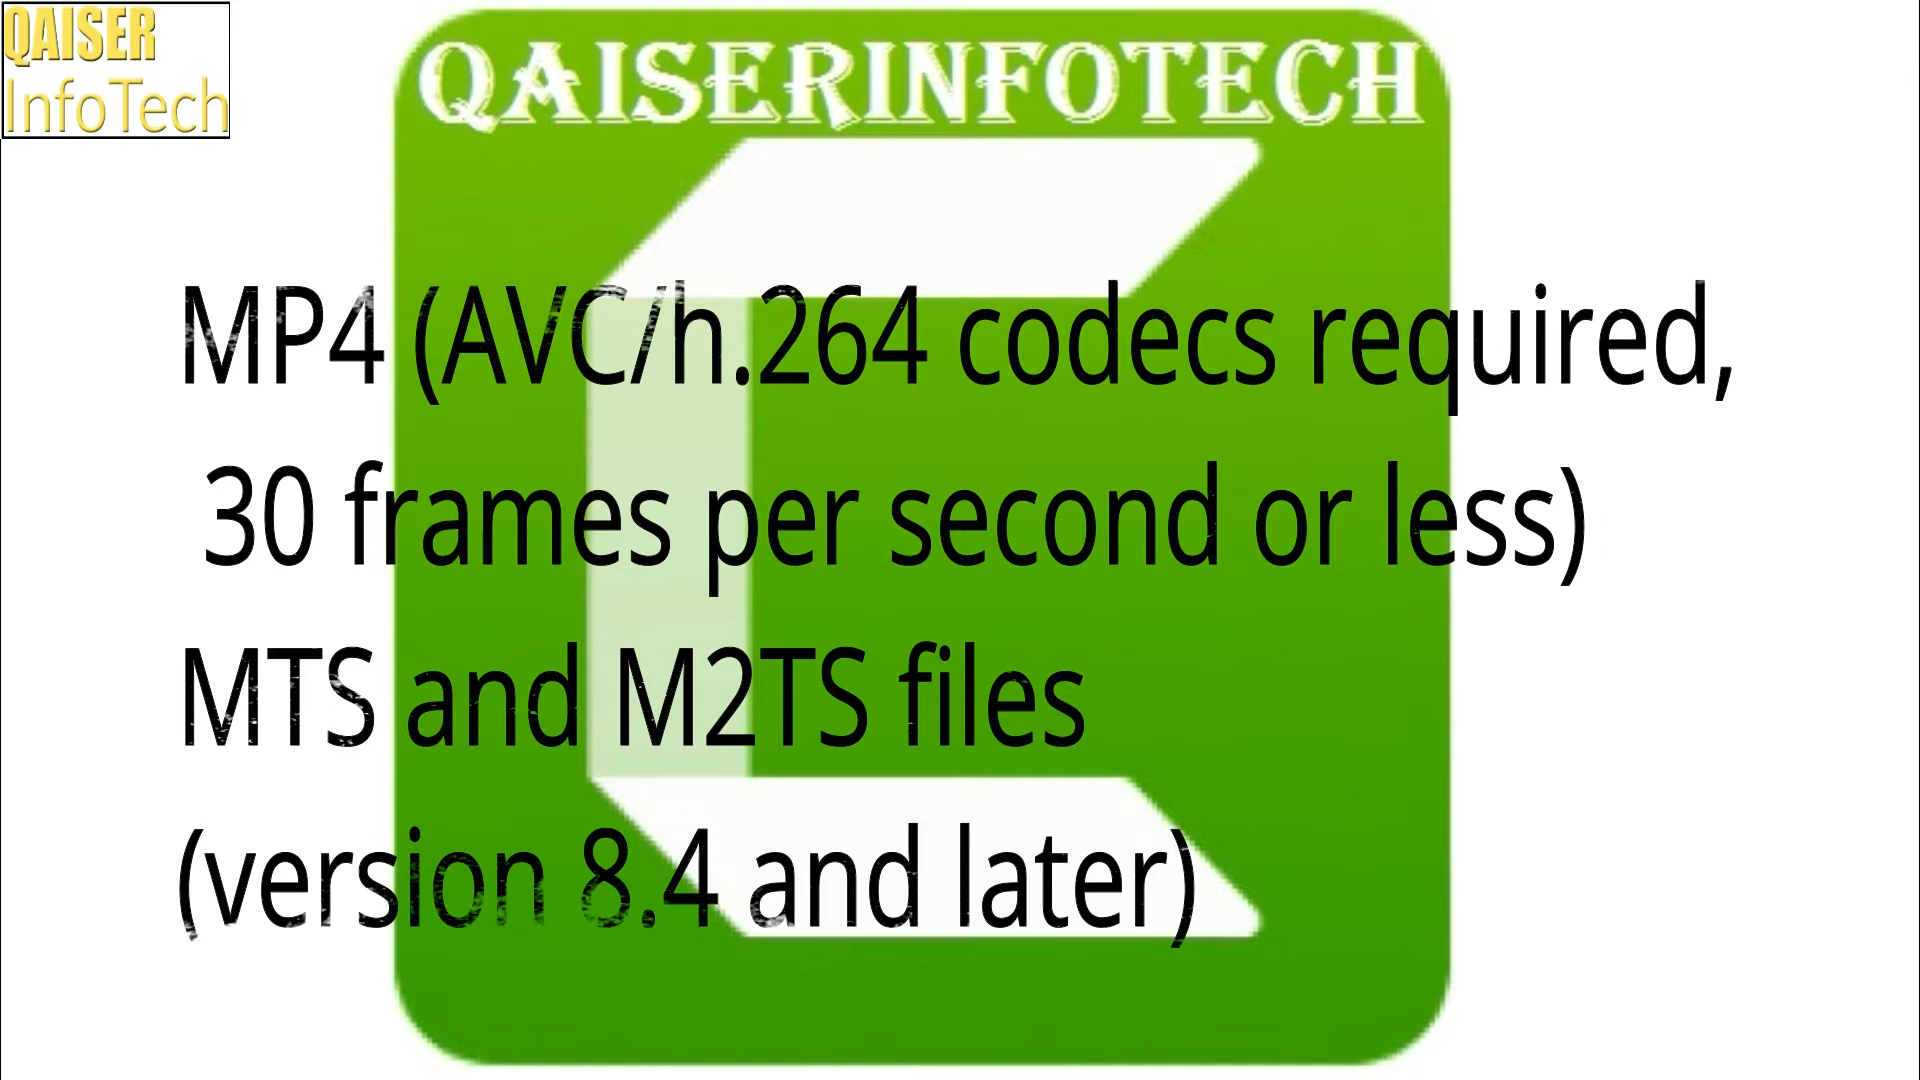 QAISER
InfoTech
QAISERINFOTECH
MP4 (AVC/h.264 codecs required,
30 frames per second or less)
MTS and M2TS files
(version 8.4 and later)